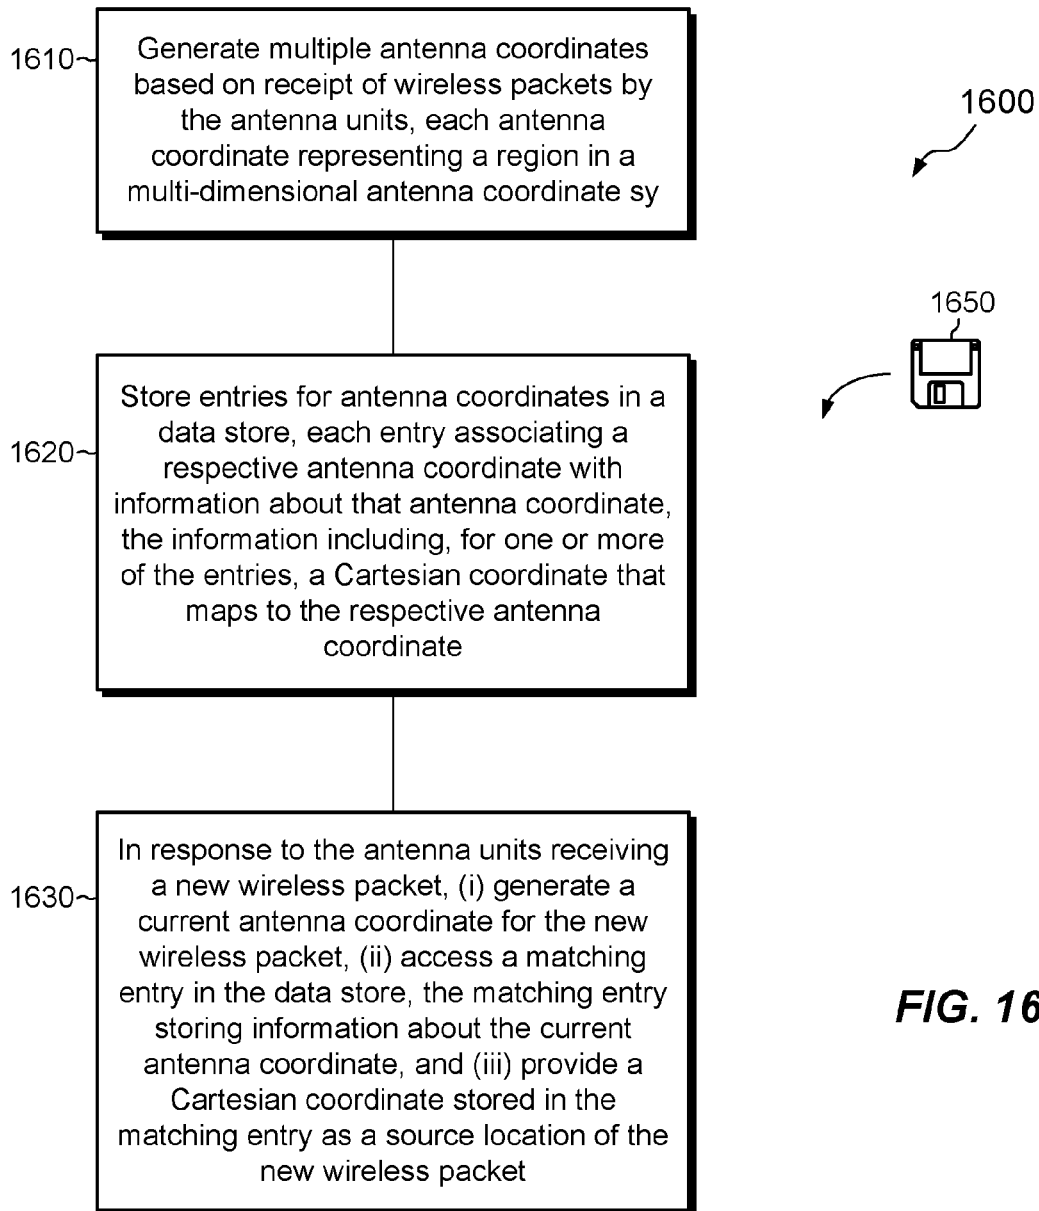 1610
Generate multiple antenna coordinates
based on receipt of wireless packets by
the antenna units, each antenna
coordinate representing a region in a
multi-dimensional antenna coordinate sy
1600
1650
1620
Store entries for antenna coordinates in a
data store, each entry associating a
respective antenna coordinate with
information about that antenna coordinate,
the information including, for one or more
of the entries, a Cartesian coordinate that
maps to the respective antenna
coordinate
1630
In response to the antenna units receiving
a new wireless packet, (i) generate a
current antenna coordinate for the new
wireless packet, (ii) access a matching
entry in the data store, the matching entry
storing information about the current
antenna coordinate, and (iii) provide a
Cartesian coordinate stored in the
matching entry as a source location of the
new wireless packet
FIG. 16